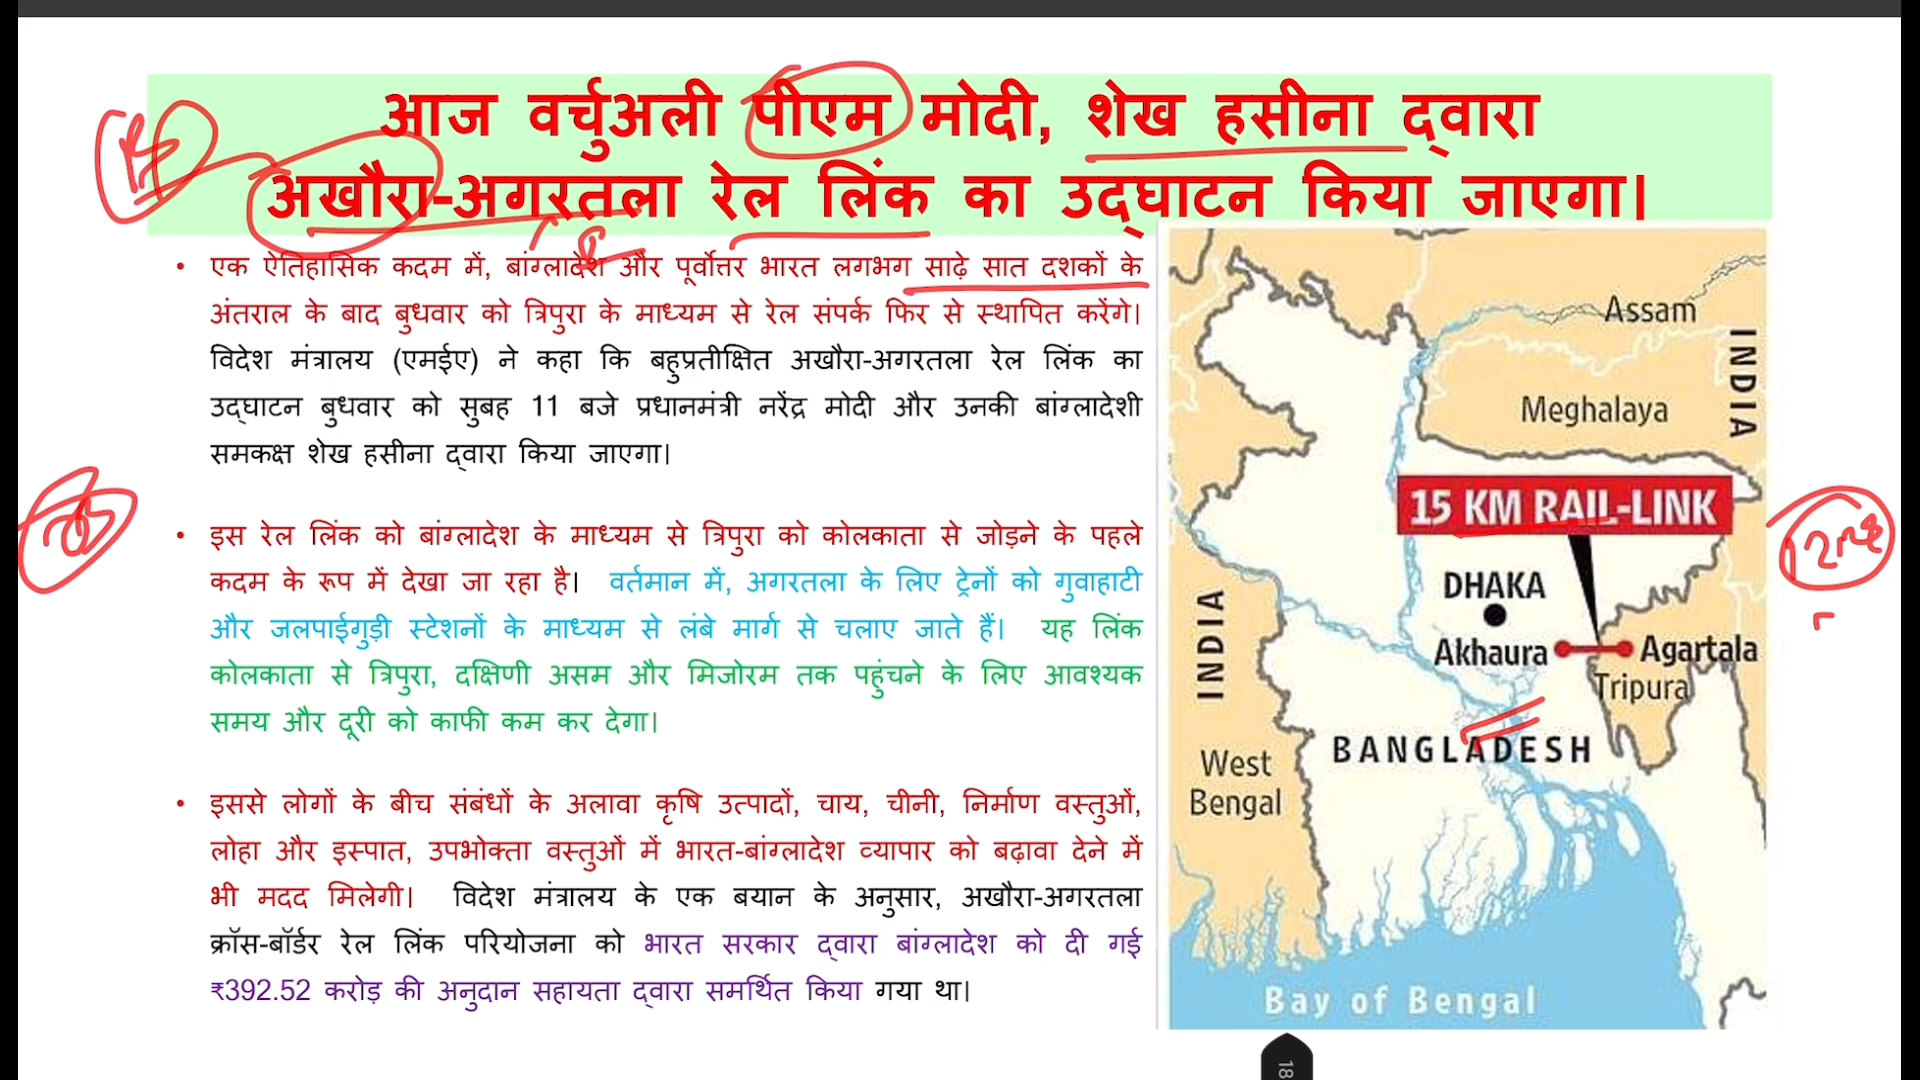 आज वर्चुअली पीएम मोदी, शेख हसीना द्वारा
अखौरा-अगरतला रेल लिंक का उद्घाटन किया जाएगा।
• एक ऐतिहासिक कदम में, बांग्लादेश और पूर्वोत्तर भारत लगभग साढ़े सात दशकों के
अंतराल के बाद बुधवार को त्रिपुरा के माध्यम से रेल संपर्क फिर से स्थापित करेंगे।
विदेश मंत्रालय (एमईए) ने कहा कि बहुप्रतीक्षित अखौरा-अगरतला रेल लिंक का
उद्घाटन बुधवार को सुबह 11 बजे प्रधानमंत्री नरेंद्र मोदी और उनकी बांग्लादेशी
समकक्ष शेख हसीना द्वारा किया जाएगा।
• इस रेल लिंक को बांग्लादेश के माध्यम से त्रिपुरा को कोलकाता से जोड़ने के पहले
कदम के रूप में देखा जा रहा है। वर्तमान में, अगरतला के लिए ट्रेनों को गुवाहाटी
और जलपाईगुड़ी स्टेशनों के माध्यम से लंबे मार्ग से चलाए जाते हैं। यह लिंक
कोलकाता से त्रिपुरा, दक्षिणी असम और मिजोरम तक पहुंचने के लिए आवश्यक
समय और दूरी को काफी कम कर देगा।
• इससे लोगों के बीच संबंधों के अलावा कृषि उत्पादों, चाय, चीनी, निर्माण वस्तुओं,
लोहा और इस्पात, उपभोक्ता वस्तुओं में भारत-बांग्लादेश व्यापार को बढ़ावा देने में
भी मदद मिलेगी। विदेश मंत्रालय के एक बयान के अनुसार, अखौरा-अगरतला
क्रॉस-बॉर्डर रेल लिंक परियोजना को भारत सरकार द्वारा बांग्लादेश को दी गई
₹392.52 करोड़ की अनुदान सहायता द्वारा समर्थित किया गया था।
Assam
INDIA
Meghalaya
15 KM RAIL-LINK
DHAKA
INDIA
Akhaura
Agartala
Tripura
BANGLADESH
West
Bengal
Bay of Bengal
18